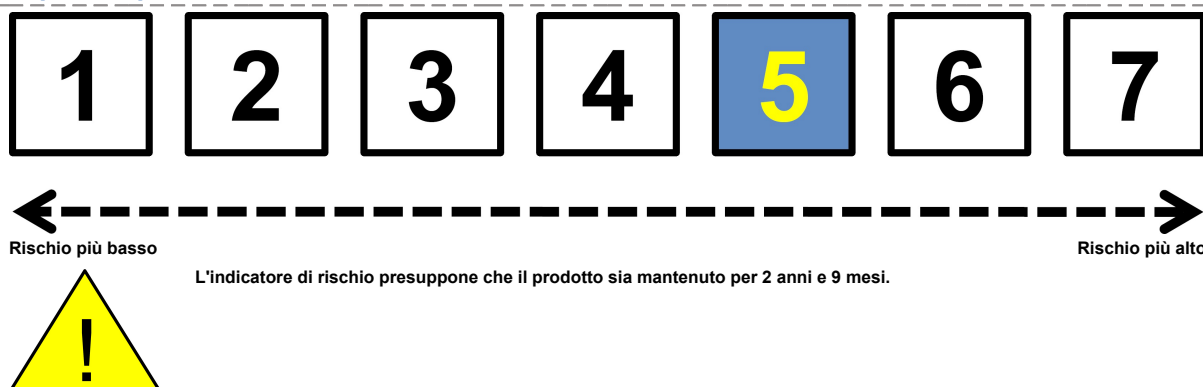 1 2 3 4 5 6 7
Rischio più basso Rischio più alto
L'indicatore di rischio presuppone che il prodotto sia mantenuto per 2 anni e 9 mesi.
!